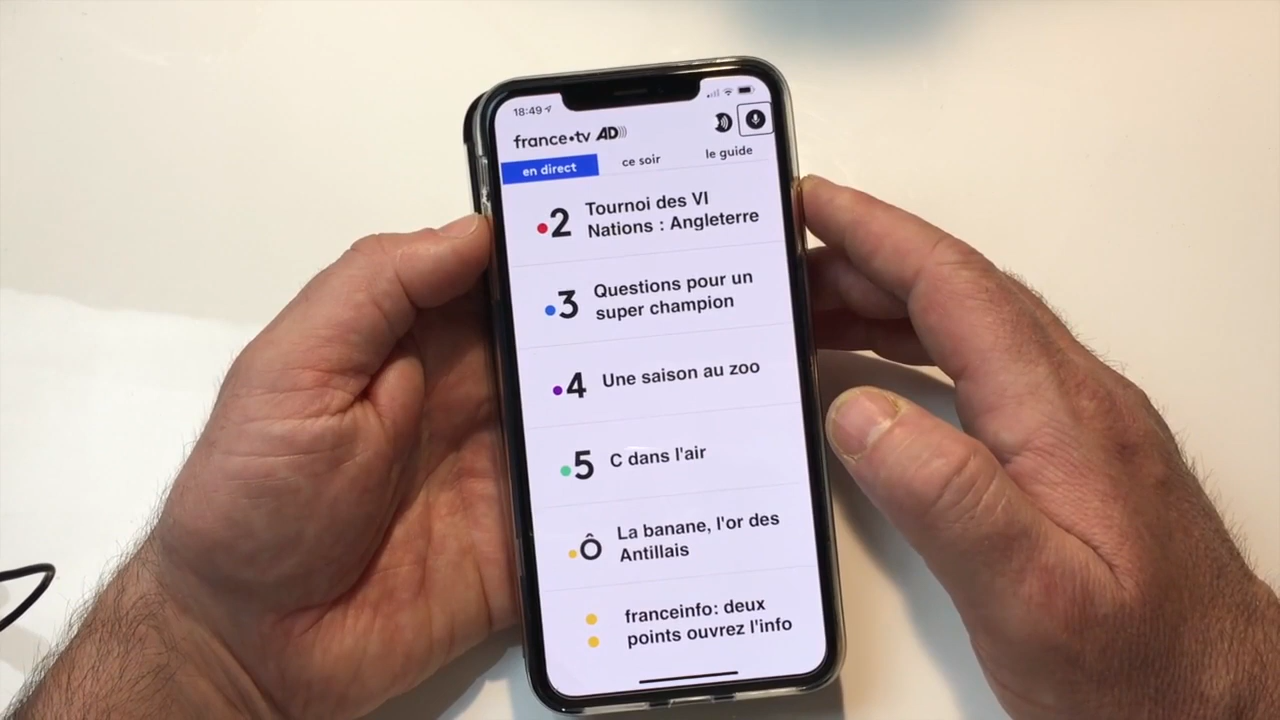 18:49
france•tv AD)))
en direct ce soir le guide
•2 Tournoi des VI
Nations : Angleterre
•3 Questions pour un
super champion
•4 Une saison au zoo
•5 C dans l'air
•Ô La banane, l'or des
Antillais
franceinfo: deux
points ouvrez l'info